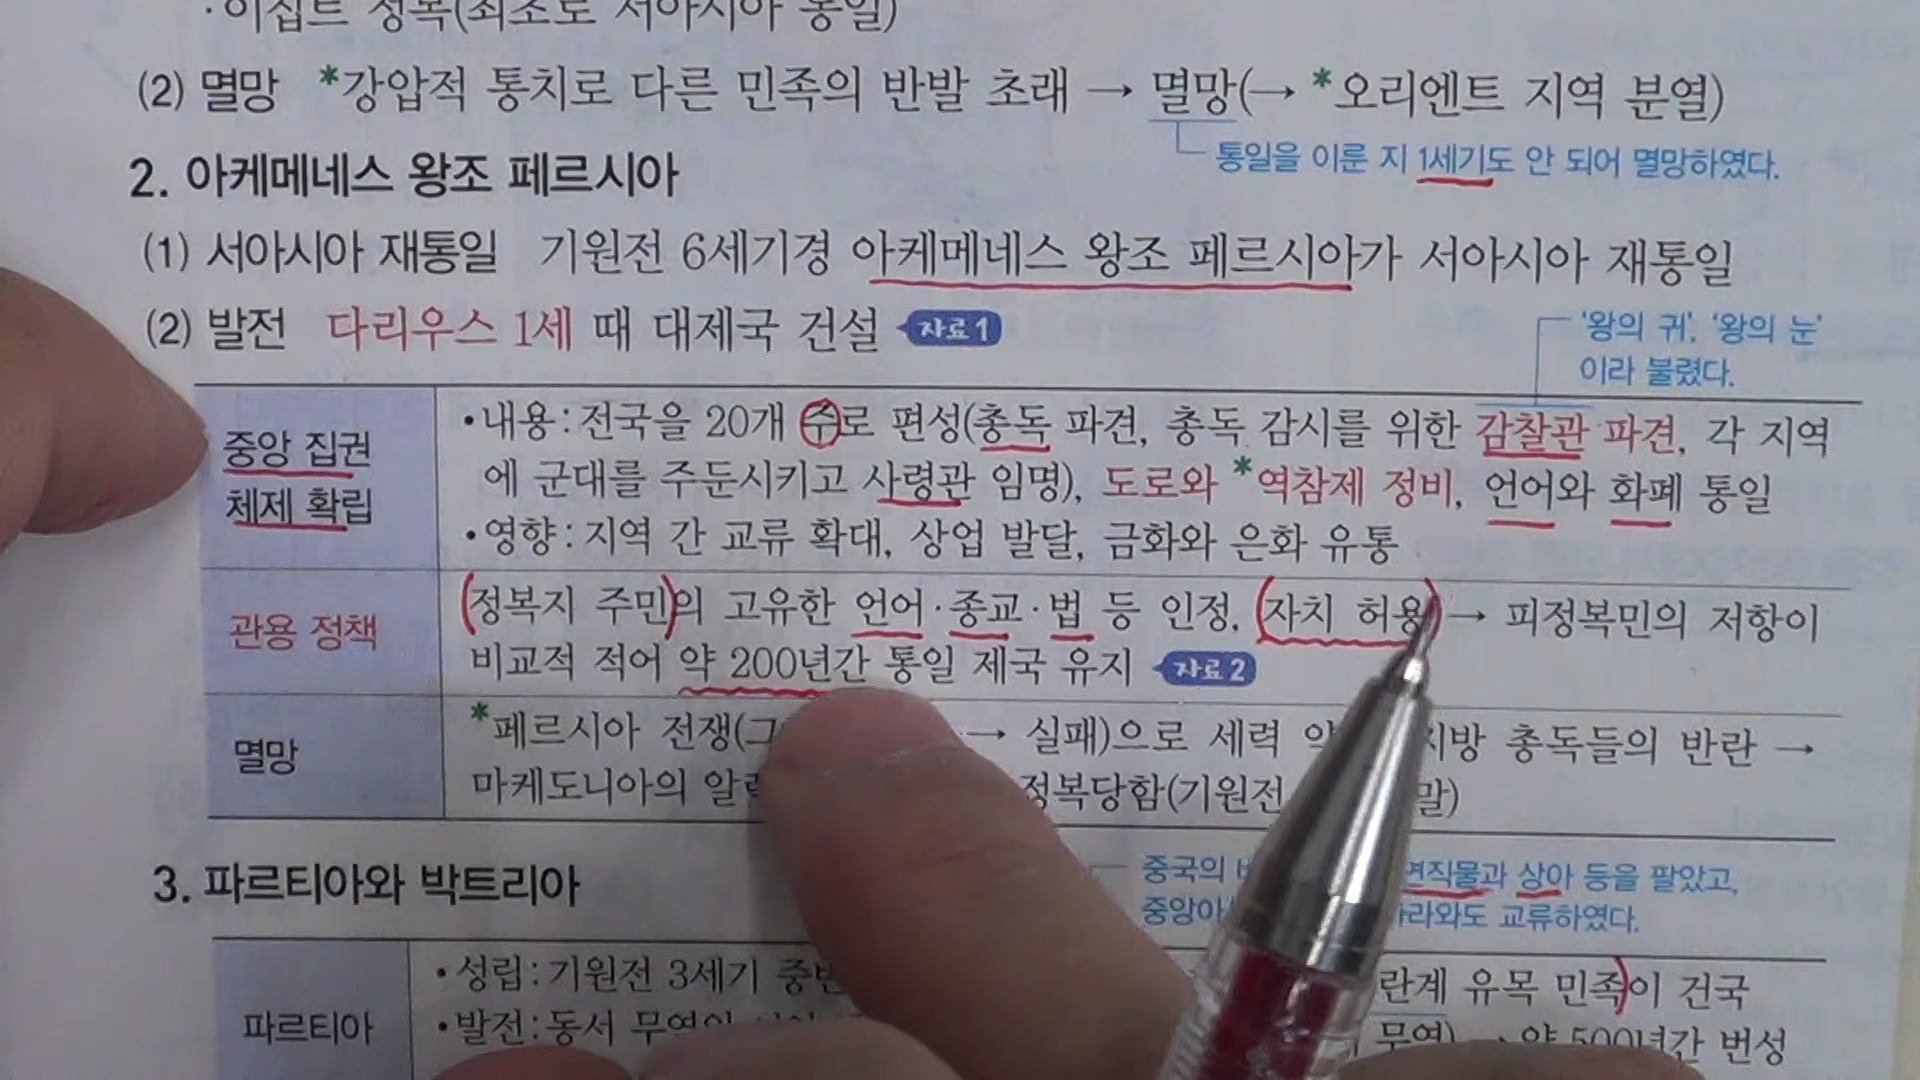 · 이집트 정복(최초로 서아시아 통일)
(2) 멸망 *강압적 통치로 다른 민족의 반발 초래 → 멸망(→ *오리엔트 지역 분열)
통일을 이룬 지 1세기도 안 되어 멸망하였다.
2. 아케메네스 왕조 페르시아
(1) 서아시아 재통일 기원전 6세기경 아케메네스 왕조 페르시아가 서아시아 재통일
(2) 발전 다리우스 1세 때 대제국 건설 자료 1
'왕의 귀', '왕의 눈'
이라 불렸다.
중앙 집권
체제 확립
• 내용 : 전국을 20개 주로 편성(총독 파견, 총독 감시를 위한 감찰관 파견, 각 지역
에 군대를 주둔시키고 사령관 임명), 도로와 *역참제 정비, 언어와 화폐 통일
• 영향 : 지역 간 교류 확대, 상업 발달, 금화와 은화 유통
관용 정책
(정복지 주민)의 고유한 언어·종교·법 등 인정, (자치 허용) → 피정복민의 저항이
비교적 적어 약 200년간 통일 제국 유지 자료 2
멸망
*페르시아 전쟁(그 → 실패)으로 세력 지방 총독들의 반란 →
마케도니아의 정복당함(기원전 말)
3. 파르티아와 박트리아
중국의 면직물과 상아 등을 팔았고,
교류하였다.
파르티아
• 성립 : 기원전 3세기 유목 민족)이 건국
• 발전 : 동서 무역) → 약 500년간 번성